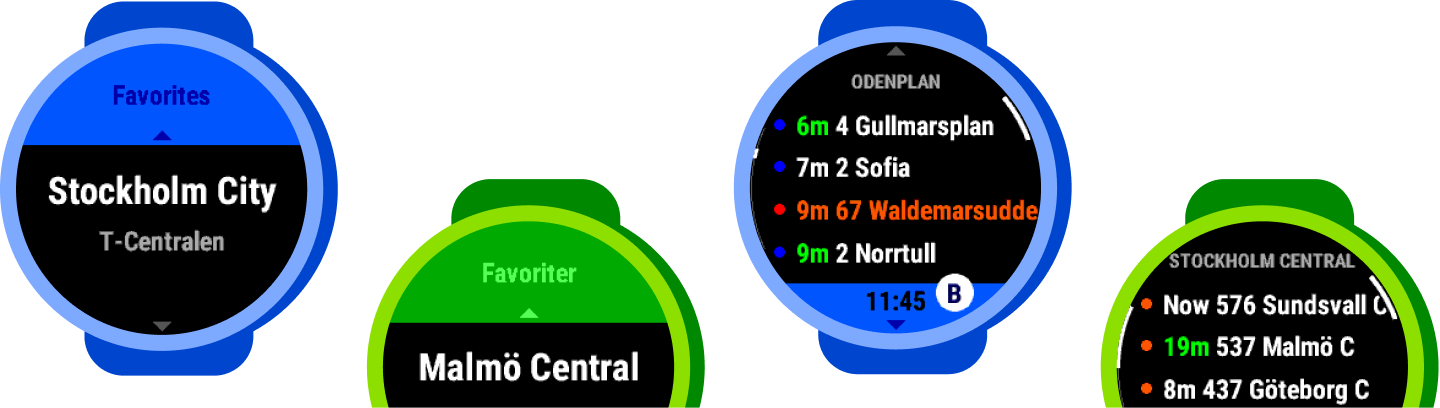 Favorites
Stockholm City
T-Centralen
Favoriter
Malmö Central
ODENPLAN
6m 4 Gullmarsplan
7m 2 Sofia
9m 67 Waldemarsudde
9m 2 Norrtull
11:45 B
STOCKHOLM CENTRAL
Now 576 Sundsvall C
19m 537 Malmö C
8m 437 Göteborg C